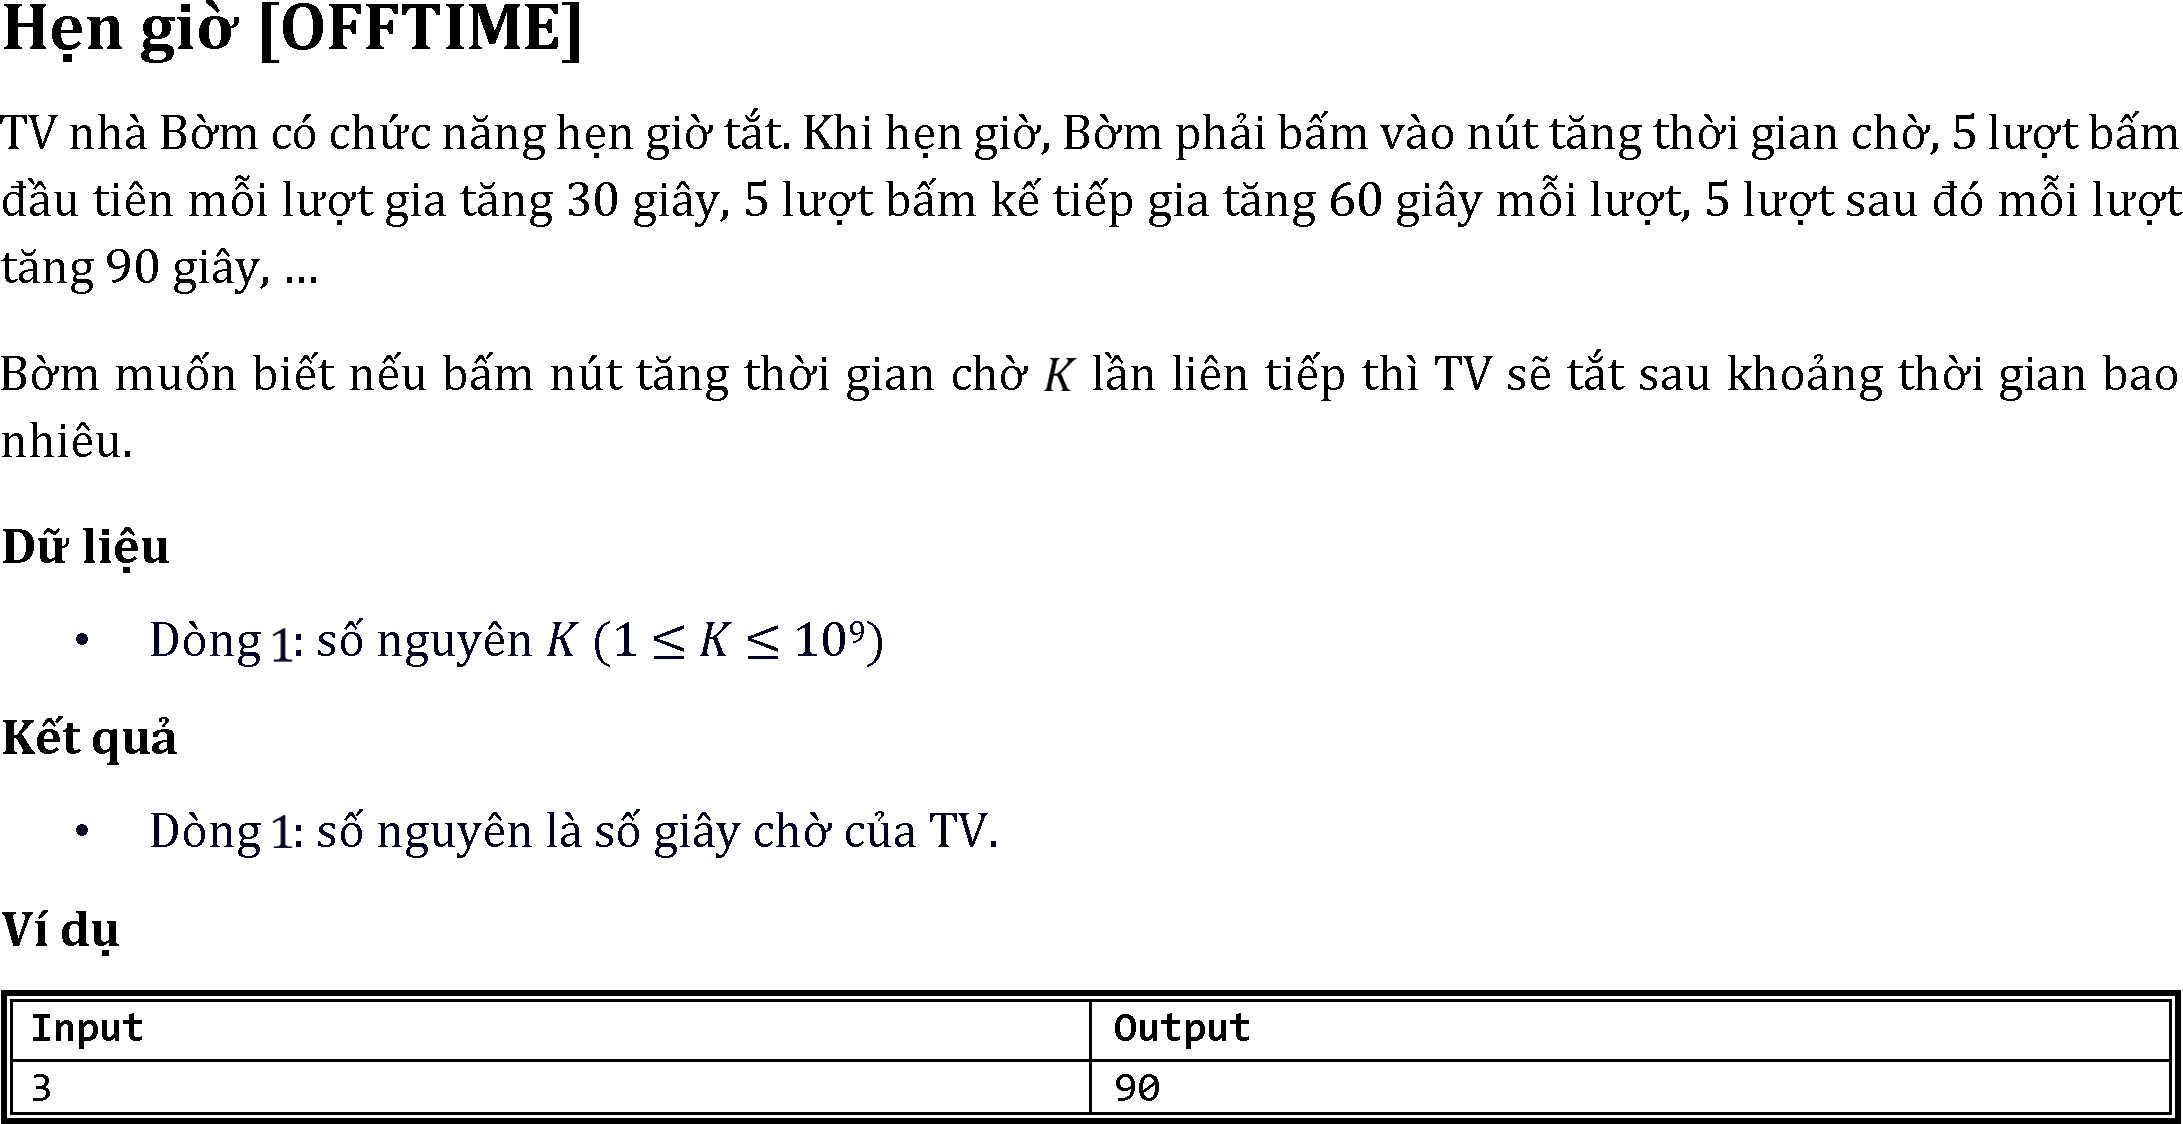 Hẹn giờ [OFFTIME]
TV nhà Bờm có chức năng hẹn giờ tắt. Khi hẹn giờ, Bờm phải bấm vào nút tăng thời gian chờ, 5 lượt bấm
đầu tiên mỗi lượt gia tăng 30 giây, 5 lượt bấm kế tiếp gia tăng 60 giây mỗi lượt, 5 lượt sau đó mỗi lượt
tăng 90 giây, ...
Bờm muốn biết nếu bấm nút tăng thời gian chờ K lần liên tiếp thì TV sẽ tắt sau khoảng thời gian bao
nhiêu.
Dữ liệu
• Dòng 1: số nguyên K (1 ≤ K ≤ 10⁹)
Kết quả
• Dòng 1: số nguyên là số giây chờ của TV.
Ví dụ
Input Output
3 90